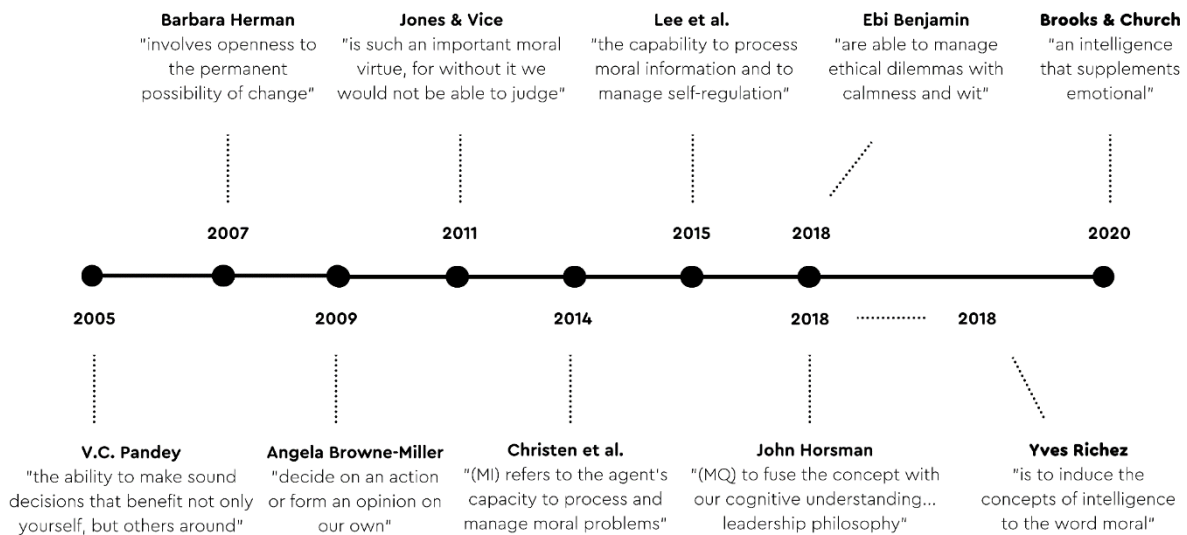 Barbara Herman
"involves openness to
the permanent
possibility of change"
Jones & Vice
"is such an important moral
virtue, for without it we
would not be able to judge"
Lee et al.
"the capability to process
moral information and to
manage self-regulation"
Ebi Benjamin
"are able to manage
ethical dilemmas with
calmness and wit"
Brooks & Church
"an intelligence
that supplements
emotional"
2007
2011
2015
2018
2020
2005
2009
2014
2018
2018
V.C. Pandey
"the ability to make sound
decisions that benefit not only
yourself, but others around"
Angela Browne-Miller
"decide on an action
or form an opinion on
our own"
Christen et al.
"(MI) refers to the agent's
capacity to process and
manage moral problems"
John Horsman
"(MQ) to fuse the concept with
our cognitive understanding...
leadership philosophy"
Yves Richez
"is to induce the
concepts of intelligence
to the word moral"